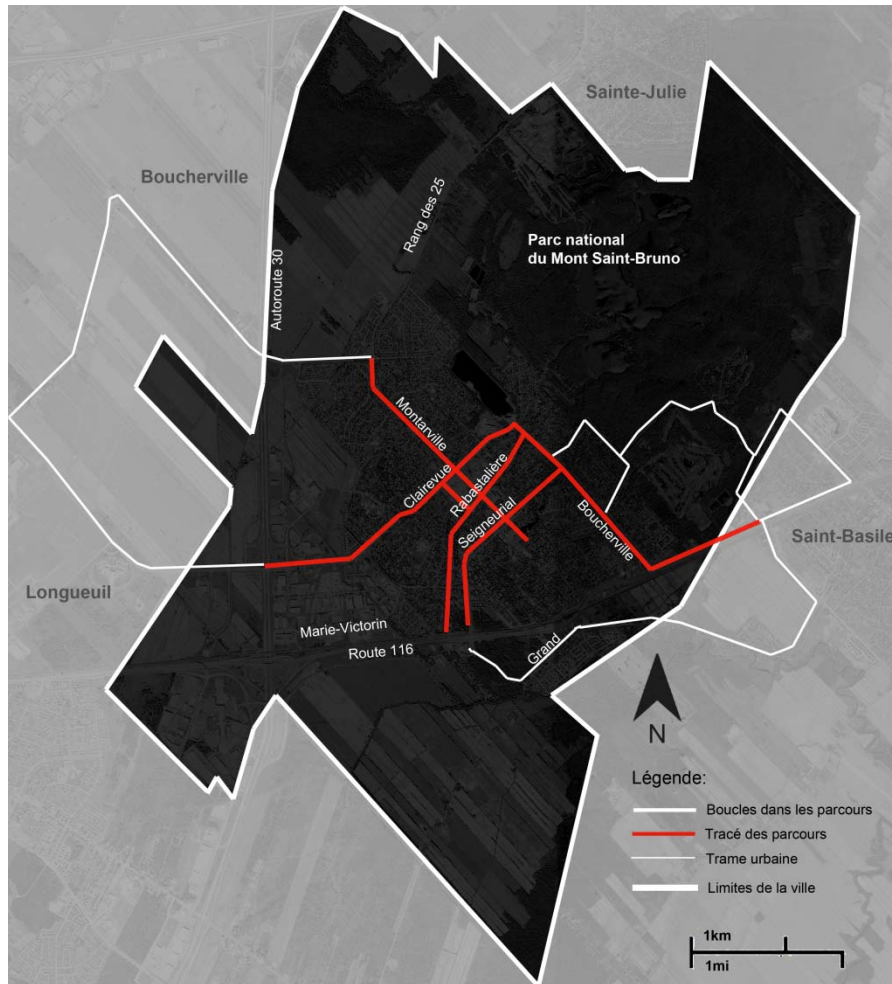 Sainte-Julie
Boucherville
Rang des 25
Parc national
du Mont Saint-Bruno
Autoroute 30
Montarville
Clairevue
Rabastalière
Seigneurial
Boucherville
Saint-Basile
Longueuil
Marie-Victorin
Route 116
Grand
N
Légende:
Boucles dans les parcours
Tracé des parcours
Trame urbaine
Limites de la ville
1km
1mi